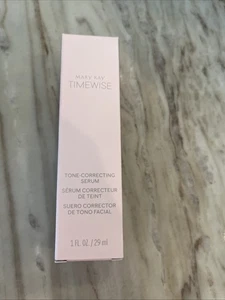 MARY KAY
TIMEWISE
TONE-CORRECTING
SERUM
SÉRUM CORRECTEUR
DE TEINT
SUERO CORRECTOR
DE TONO FACIAL
1 FL. OZ. / 29 mL